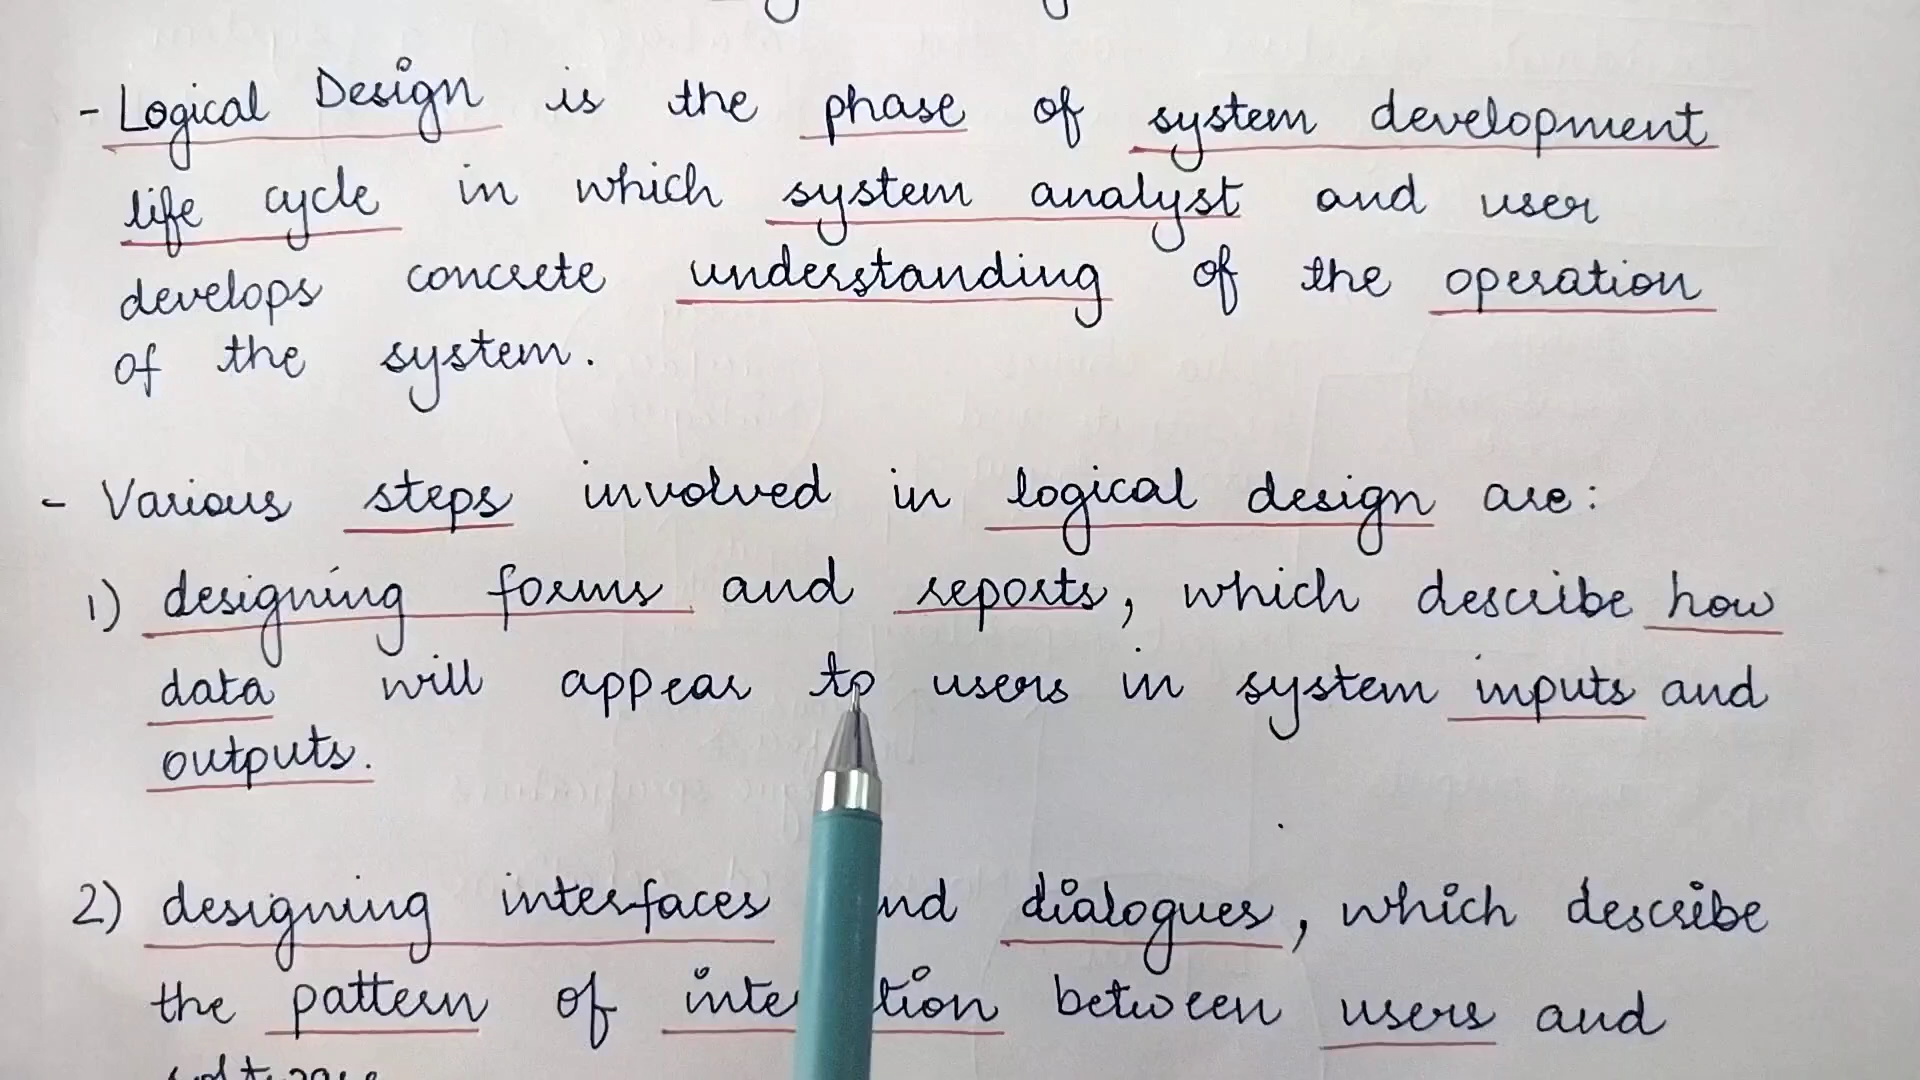 - Logical Design is the phase of system development
life cycle in which system analyst and user
develops concrete understanding of the operation
of the system.
- Various steps involved in logical design are:
1) designing forms and reports, which describe how
data will appear to users in system inputs and
outputs.
2) designing interfaces and dialogues, which describe
the pattern of interaction between users and
software